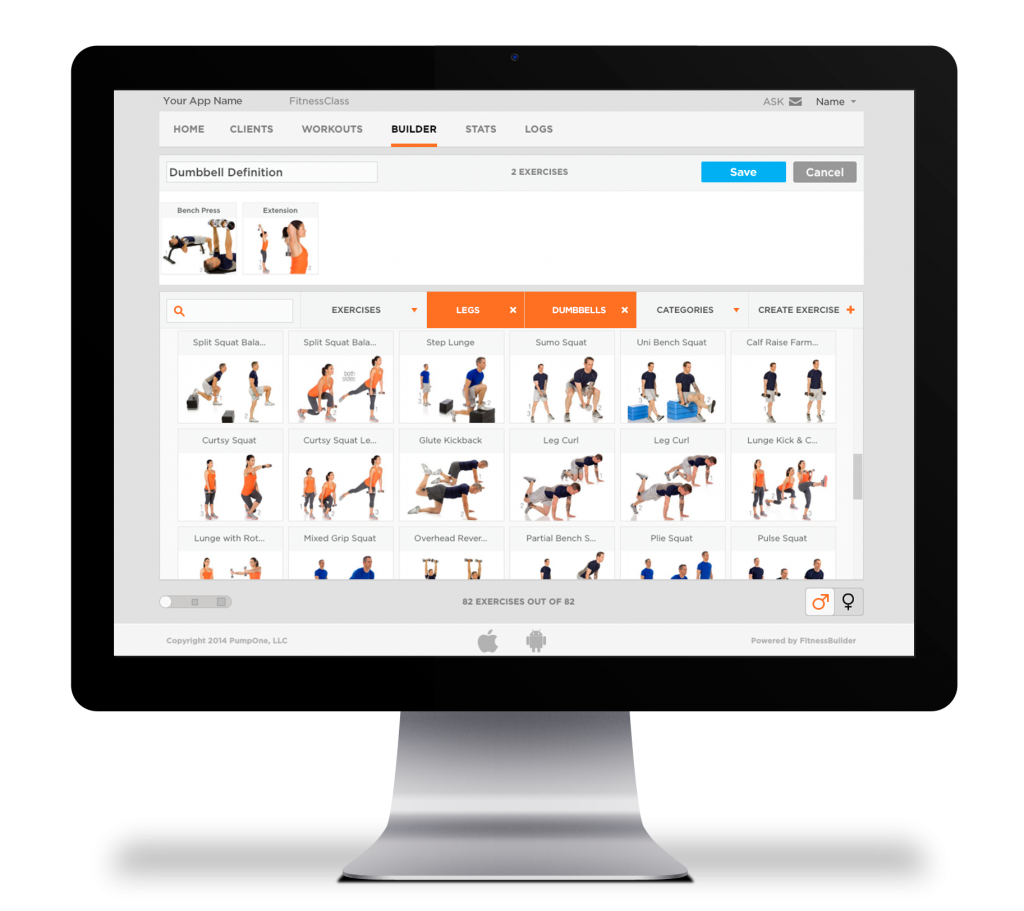 Your App Name FitnessClass ASK Name
HOME CLIENTS WORKOUTS BUILDER STATS LOGS
Dumbbell Definition 2 EXERCISES Save Cancel
Bench Press Extension
EXERCISES LEGS DUMBBELLS CATEGORIES CREATE EXERCISE
Split Squat Bala... Split Squat Bala... Step Lunge Sumo Squat Uni Bench Squat Calf Raise Farm...
both
sides
Curtsy Squat Curtsy Squat Le... Glute Kickback Leg Curl Leg Curl Lunge Kick & C...
Lunge with Rot... Mixed Grip Squat Overhead Rever... Partial Bench S... Plie Squat Pulse Squat
82 EXERCISES OUT OF 82
Copyright 2014 PumpOne, LLC Powered by FitnessBuilder